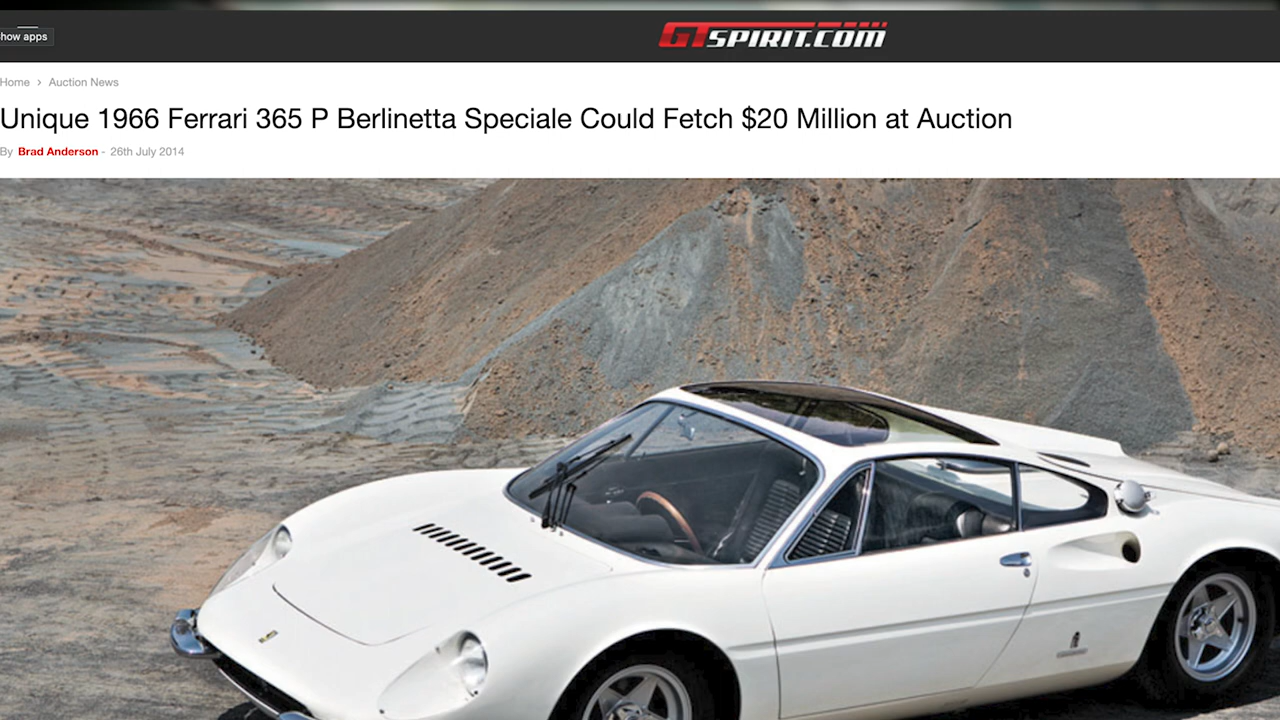 how apps
GTSPIRIT.COM
Home > Auction News
Unique 1966 Ferrari 365 P Berlinetta Speciale Could Fetch $20 Million at Auction
By Brad Anderson - 26th July 2014